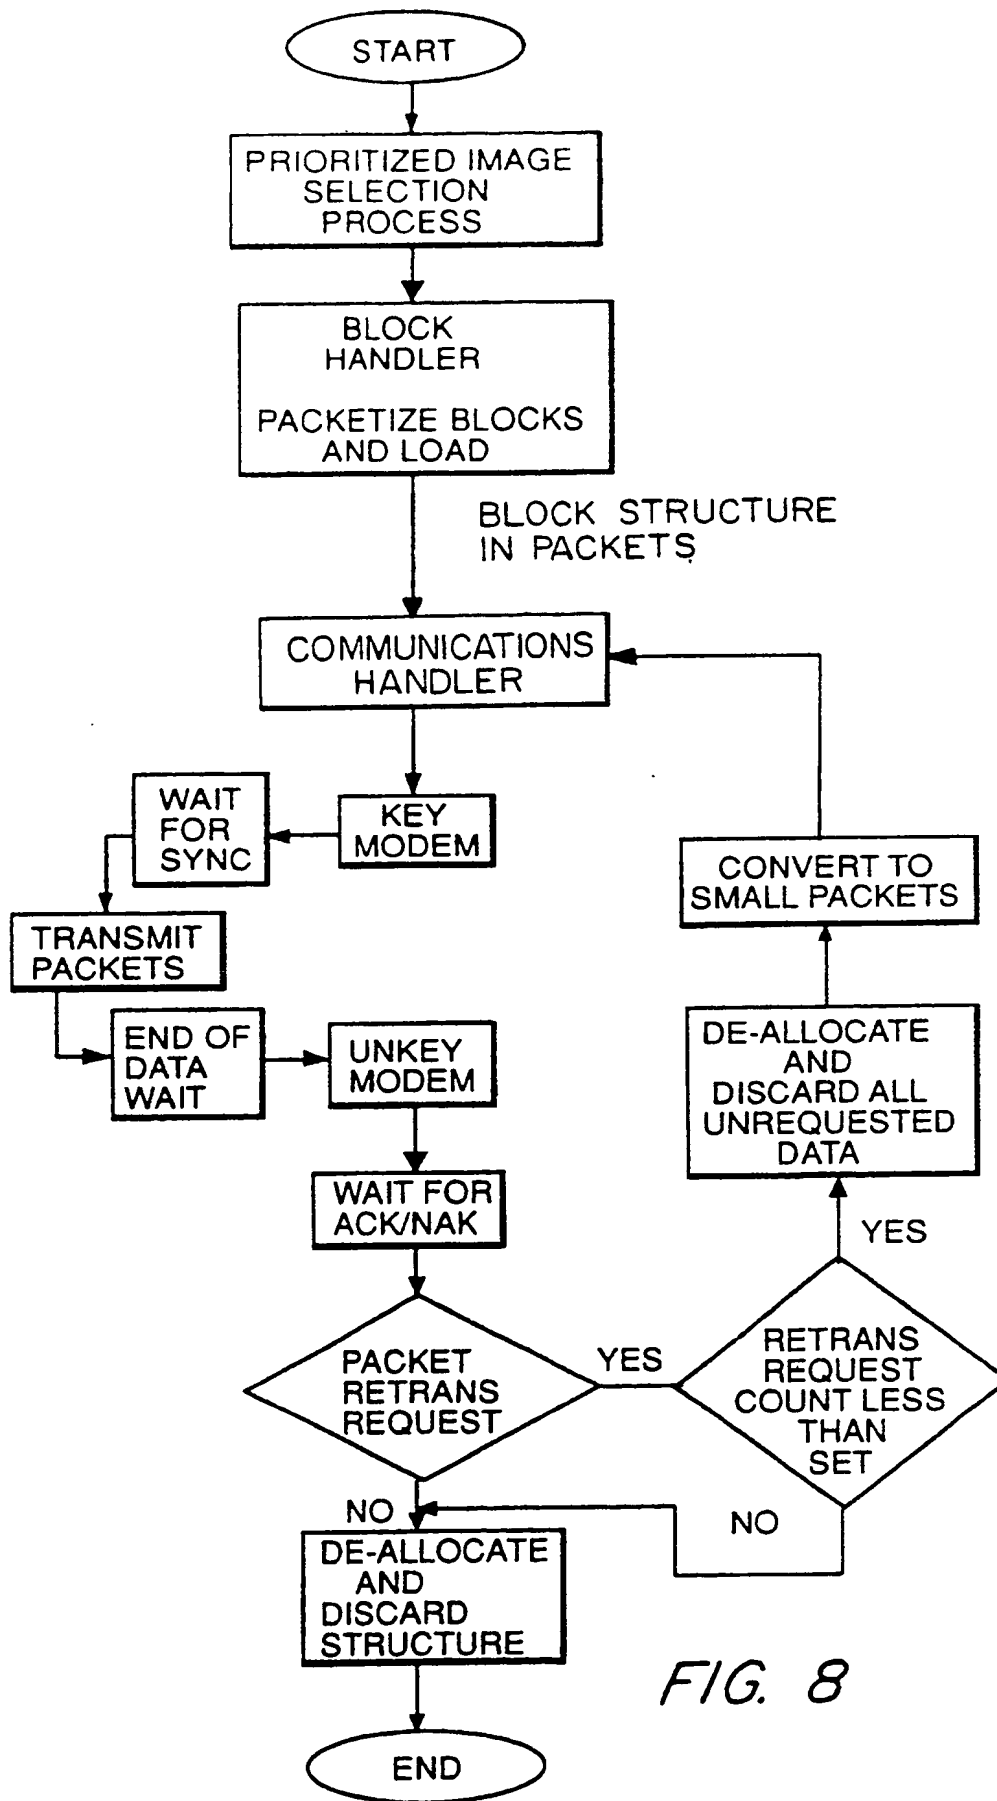 START
PRIORITIZED IMAGE
SELECTION
PROCESS
BLOCK
HANDLER
PACKETIZE BLOCKS
AND LOAD
BLOCK STRUCTURE
IN PACKETS
COMMUNICATIONS
HANDLER
KEY
MODEM
WAIT
FOR
SYNC
TRANSMIT
PACKETS
END OF
DATA
WAIT
UNKEY
MODEM
WAIT FOR
ACK/NAK
PACKET
RETRANS
REQUEST
YES
RETRANS
REQUEST
COUNT LESS
THAN
SET
YES
DE-ALLOCATE
AND
DISCARD ALL
UNREQUESTED
DATA
CONVERT TO
SMALL PACKETS
NO
NO
DE-ALLOCATE
AND
DISCARD
STRUCTURE
END
FIG. 8